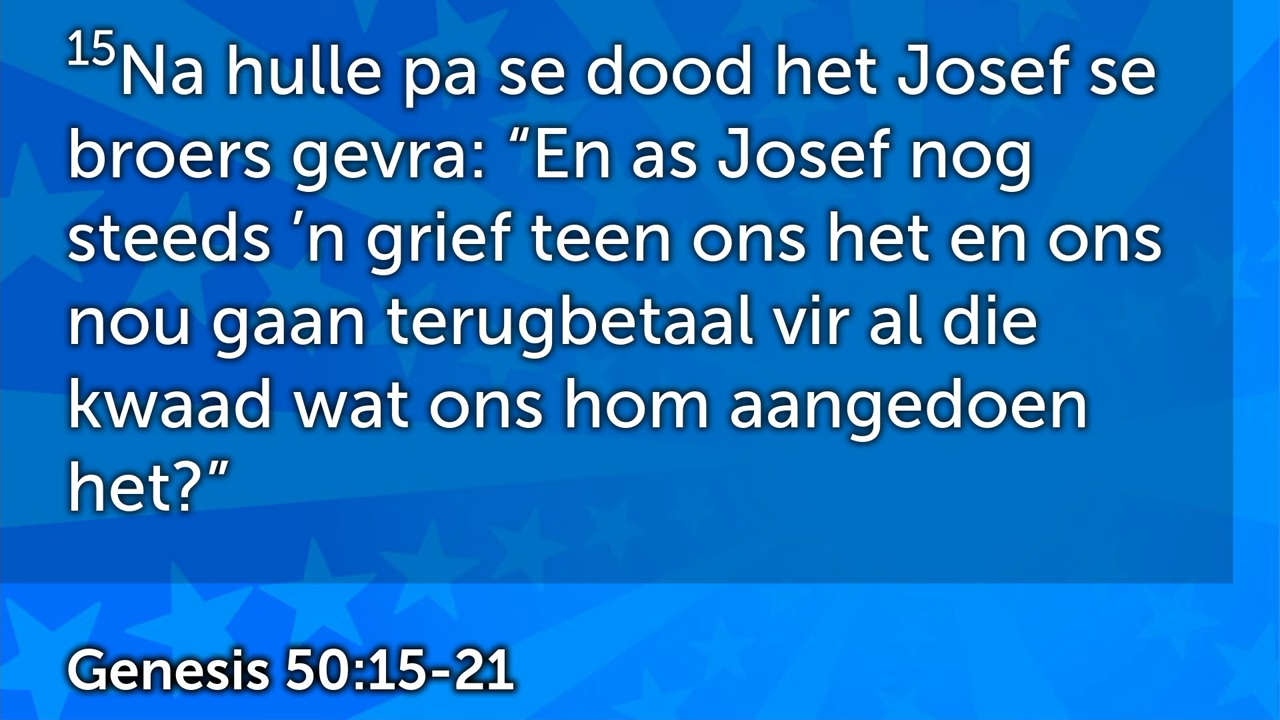 15Na hulle pa se dood het Josef se
broers gevra: “En as Josef nog
steeds ’n grief teen ons het en ons
nou gaan terugbetaal vir al die
kwaad wat ons hom aangedoen
het?”
Genesis 50:15-21